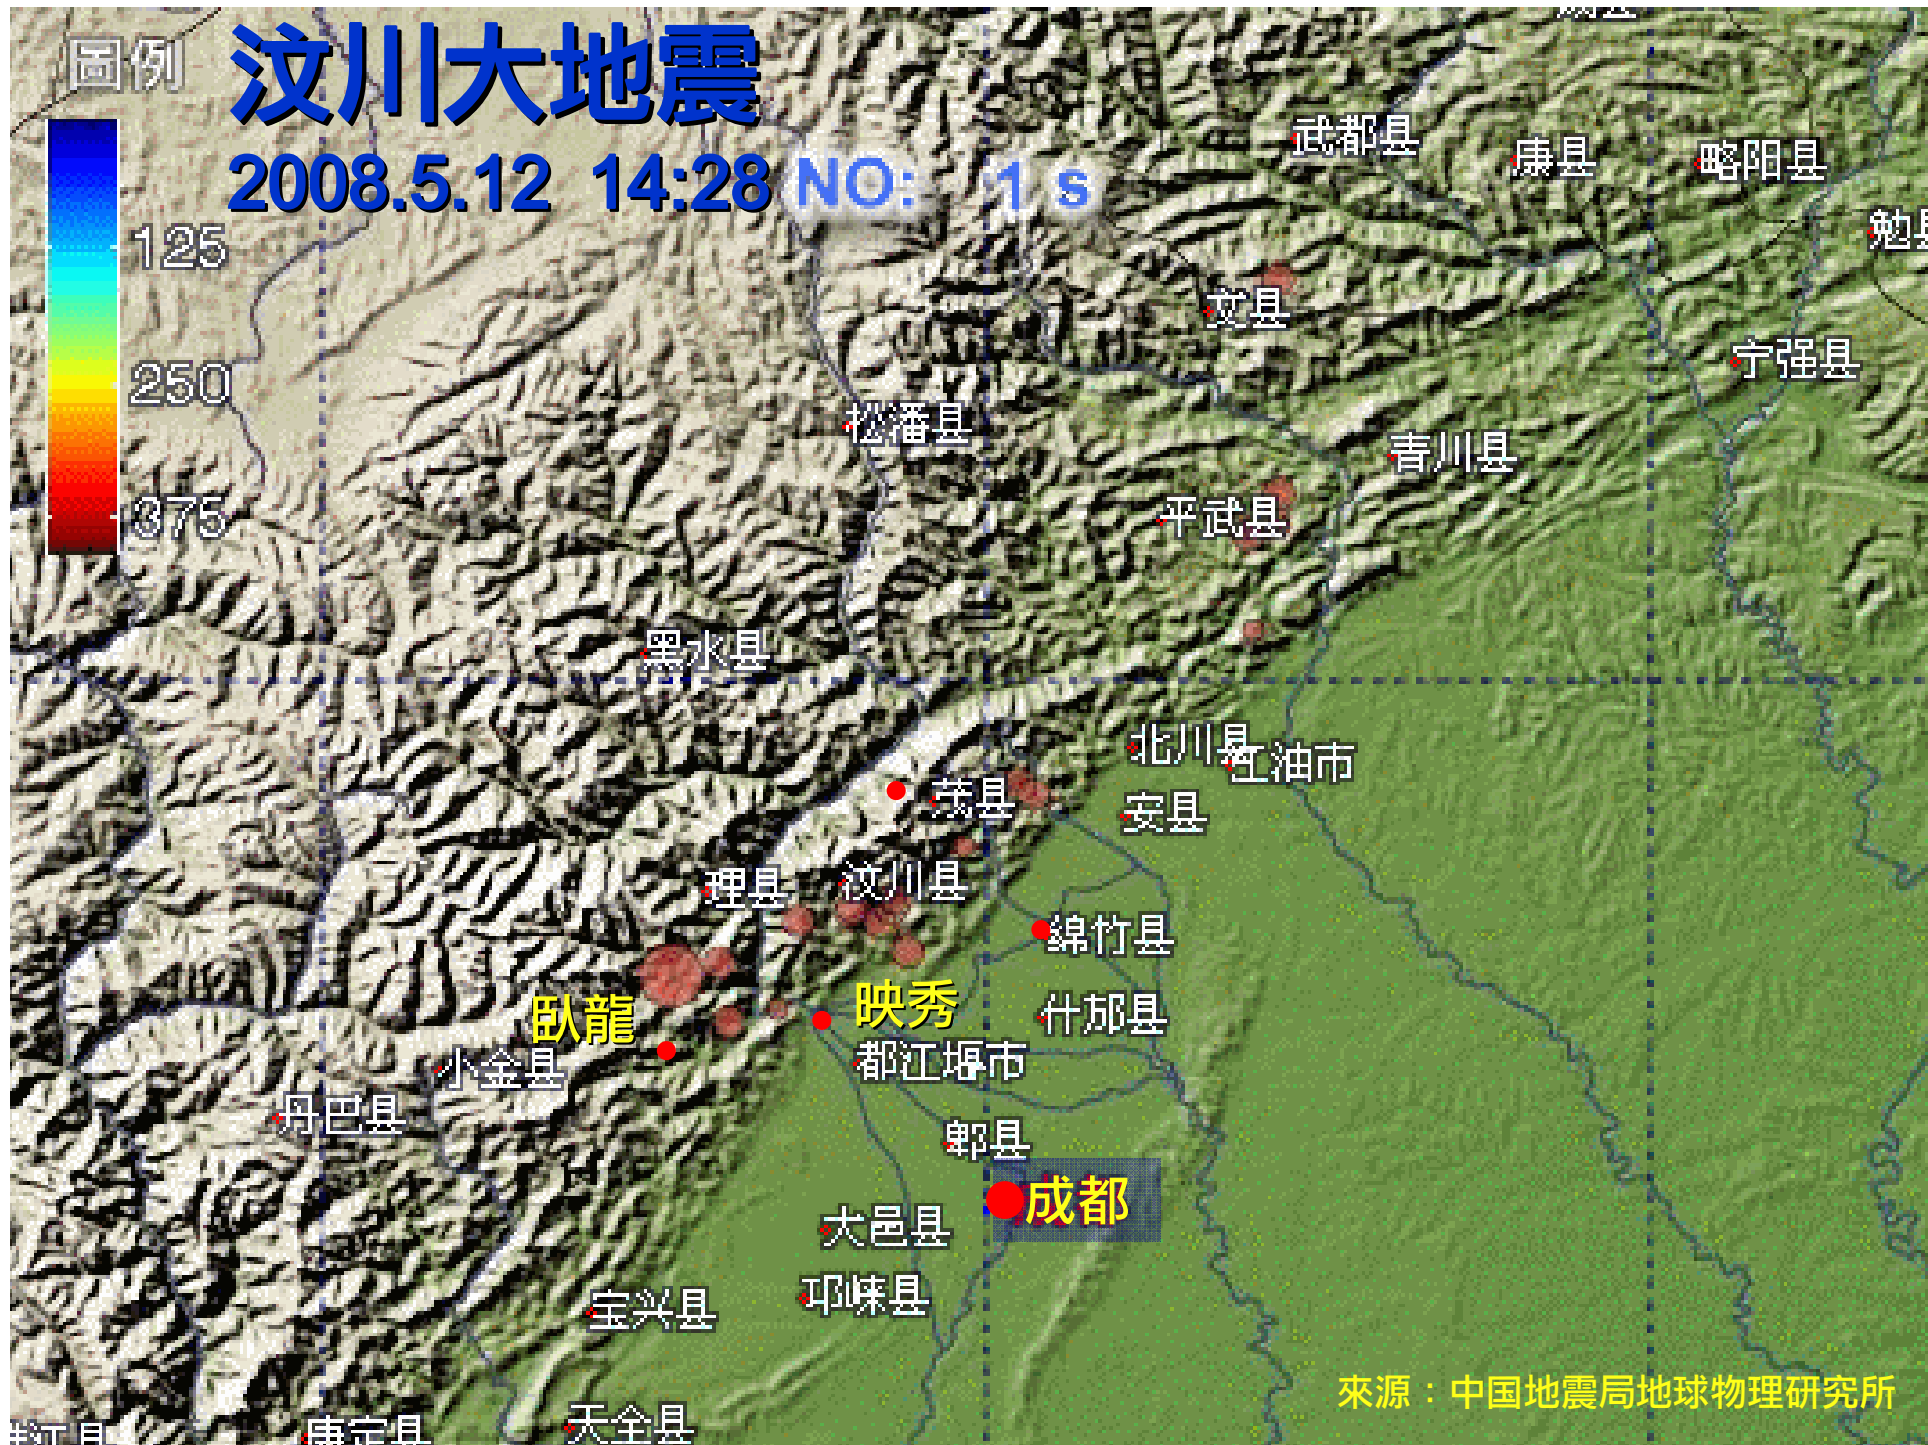 圖例
汶川大地震
2008.5.12 14:28 NO: 1 s
125
250
375
武都县
康县
略阳县
勉县
文县
宁强县
松潘县
青川县
平武县
黑水县
北川县
江油市
茂县
安县
理县
汶川县
綿竹县
臥龍
映秀
什邡县
都江堰市
小金县
丹巴县
郫县
成都
大邑县
邛崃县
宝兴县
來源：中国地震局地球物理研究所
康定县
天全县